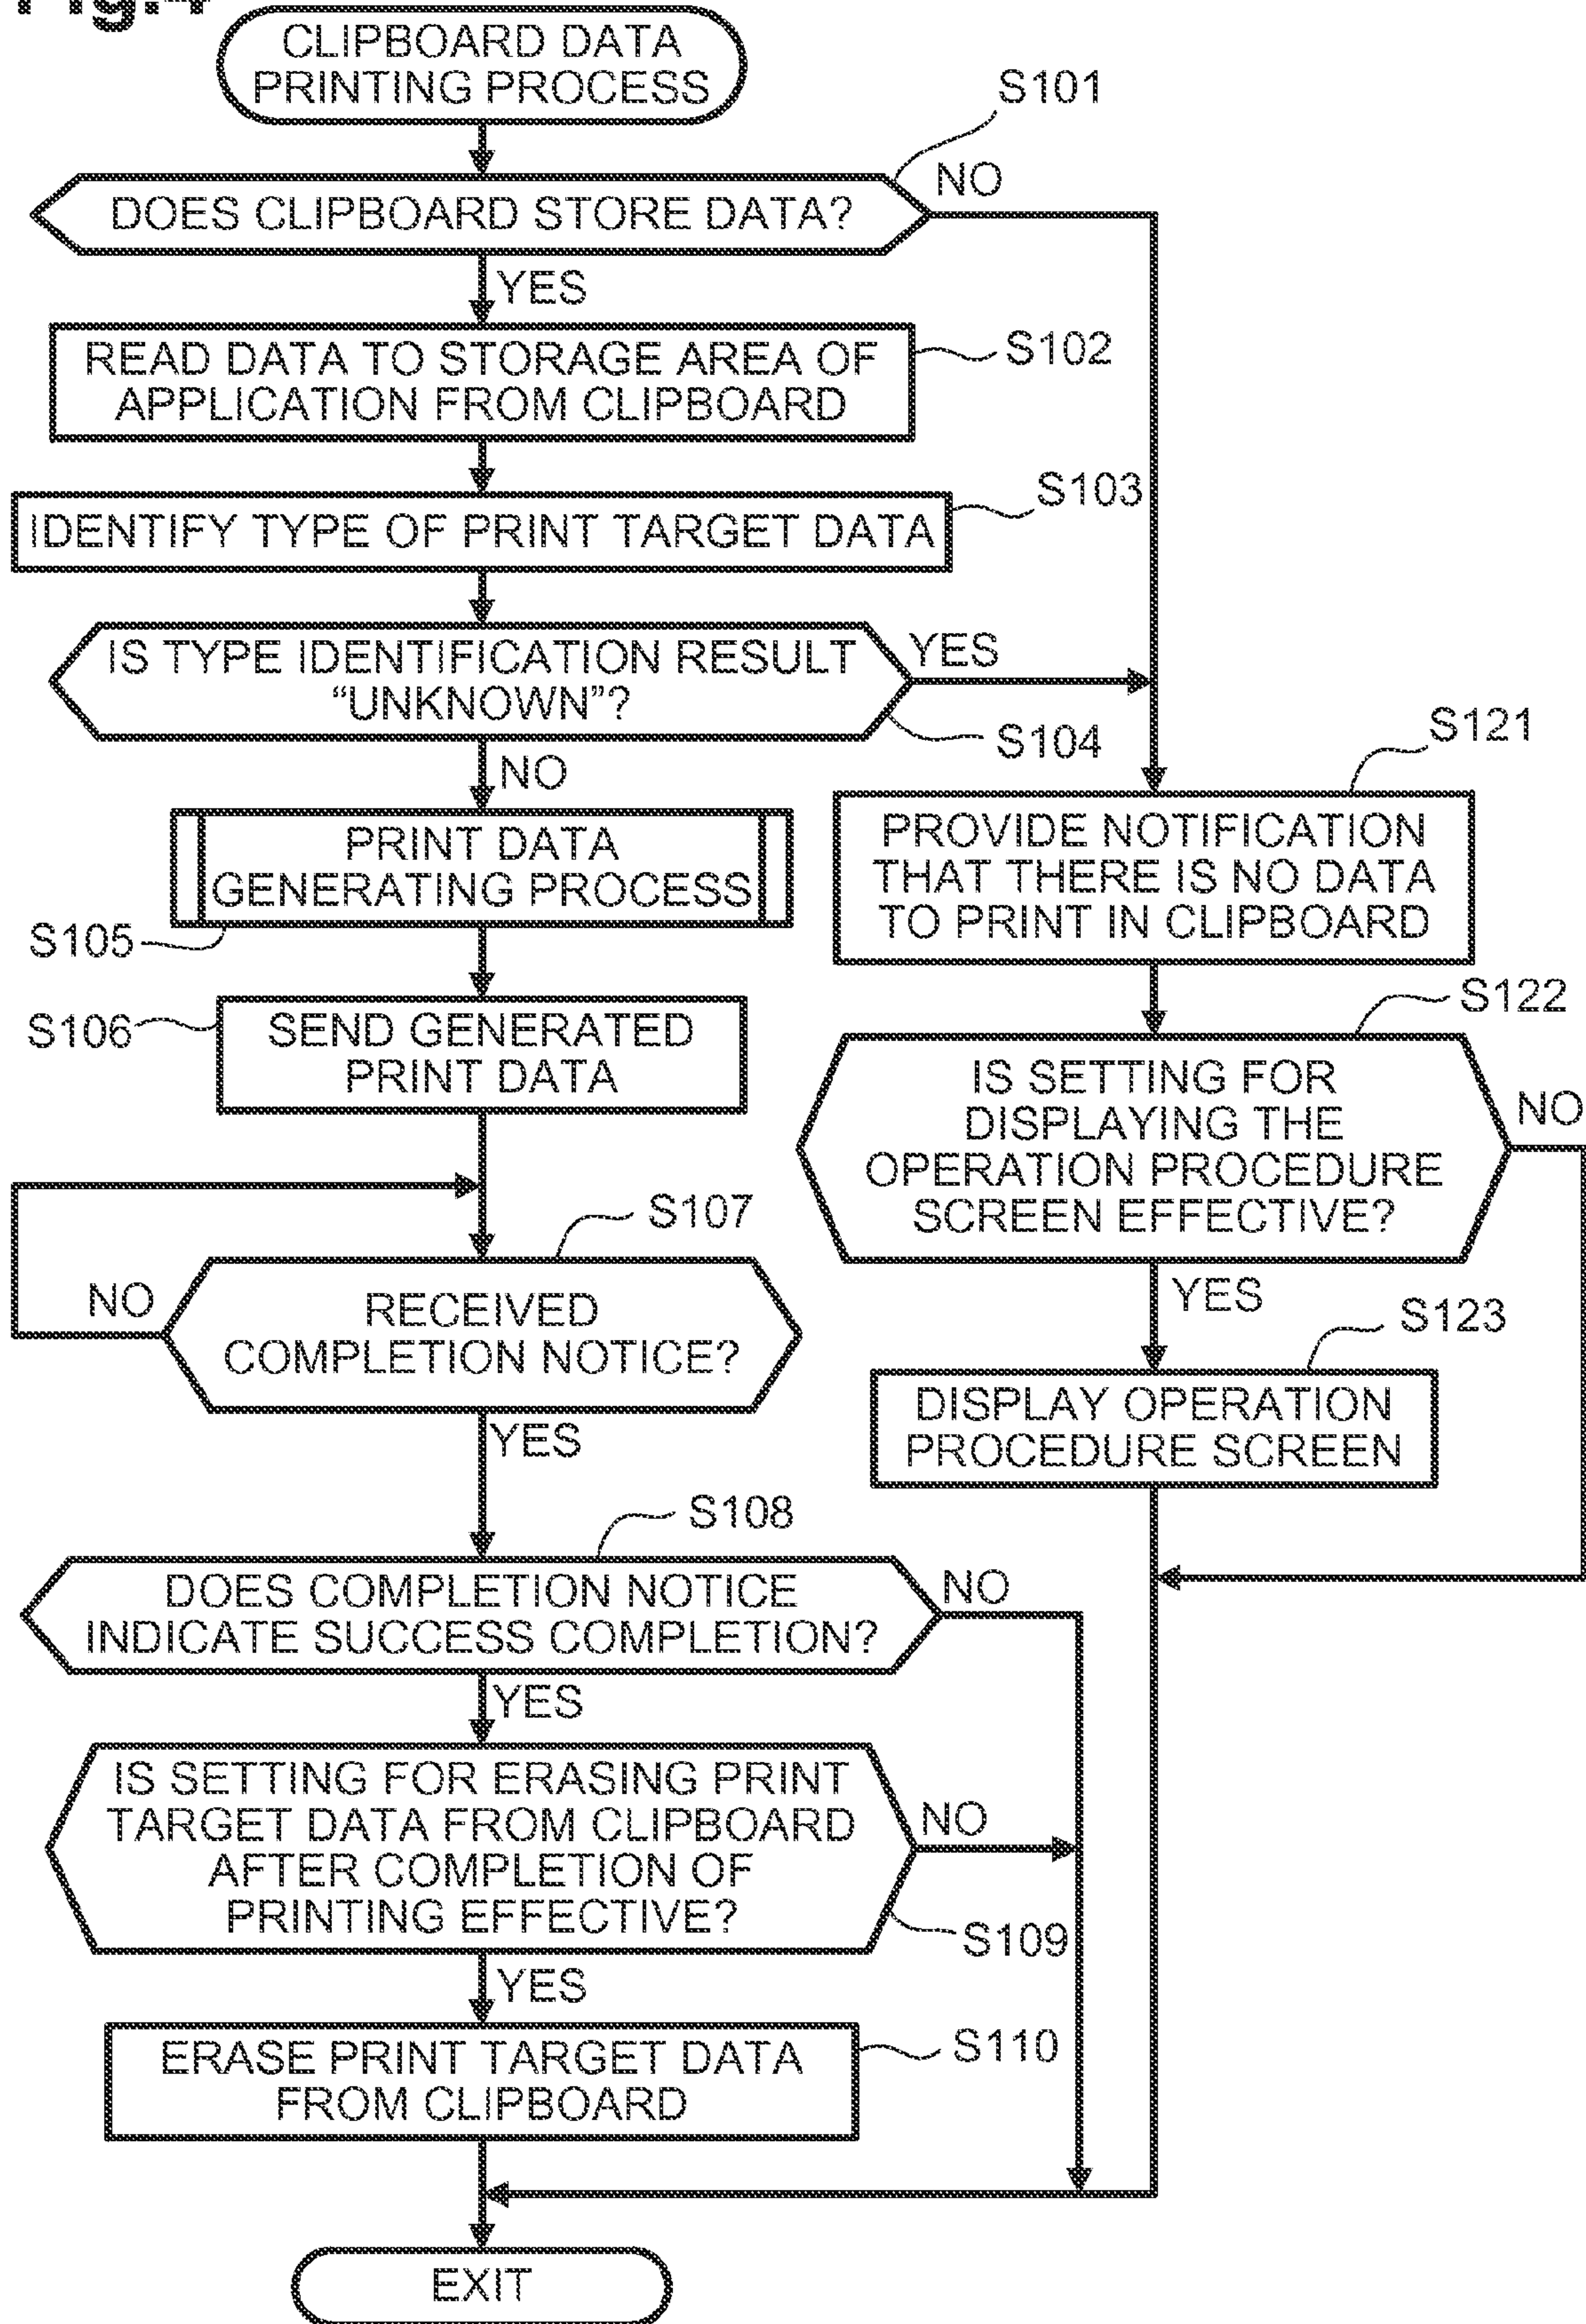 Fig.4
CLIPBOARD DATA
PRINTING PROCESS
S101
NO
DOES CLIPBOARD STORE DATA?
YES
READ DATA TO STORAGE AREA OF
APPLICATION FROM CLIPBOARD
S102
S103
IDENTIFY TYPE OF PRINT TARGET DATA
IS TYPE IDENTIFICATION RESULT
“UNKNOWN”?
YES
S104
NO
PRINT DATA
GENERATING PROCESS
S105
SEND GENERATED
PRINT DATA
S106
S107
RECEIVED
COMPLETION NOTICE?
NO
YES
S108
DOES COMPLETION NOTICE
INDICATE SUCCESS COMPLETION?
NO
YES
IS SETTING FOR ERASING PRINT
TARGET DATA FROM CLIPBOARD
AFTER COMPLETION OF
PRINTING EFFECTIVE?
NO
S109
YES
ERASE PRINT TARGET DATA
FROM CLIPBOARD
S110
S121
PROVIDE NOTIFICATION
THAT THERE IS NO DATA
TO PRINT IN CLIPBOARD
S122
IS SETTING FOR
DISPLAYING THE
OPERATION PROCEDURE
SCREEN EFFECTIVE?
NO
YES
S123
DISPLAY OPERATION
PROCEDURE SCREEN
EXIT